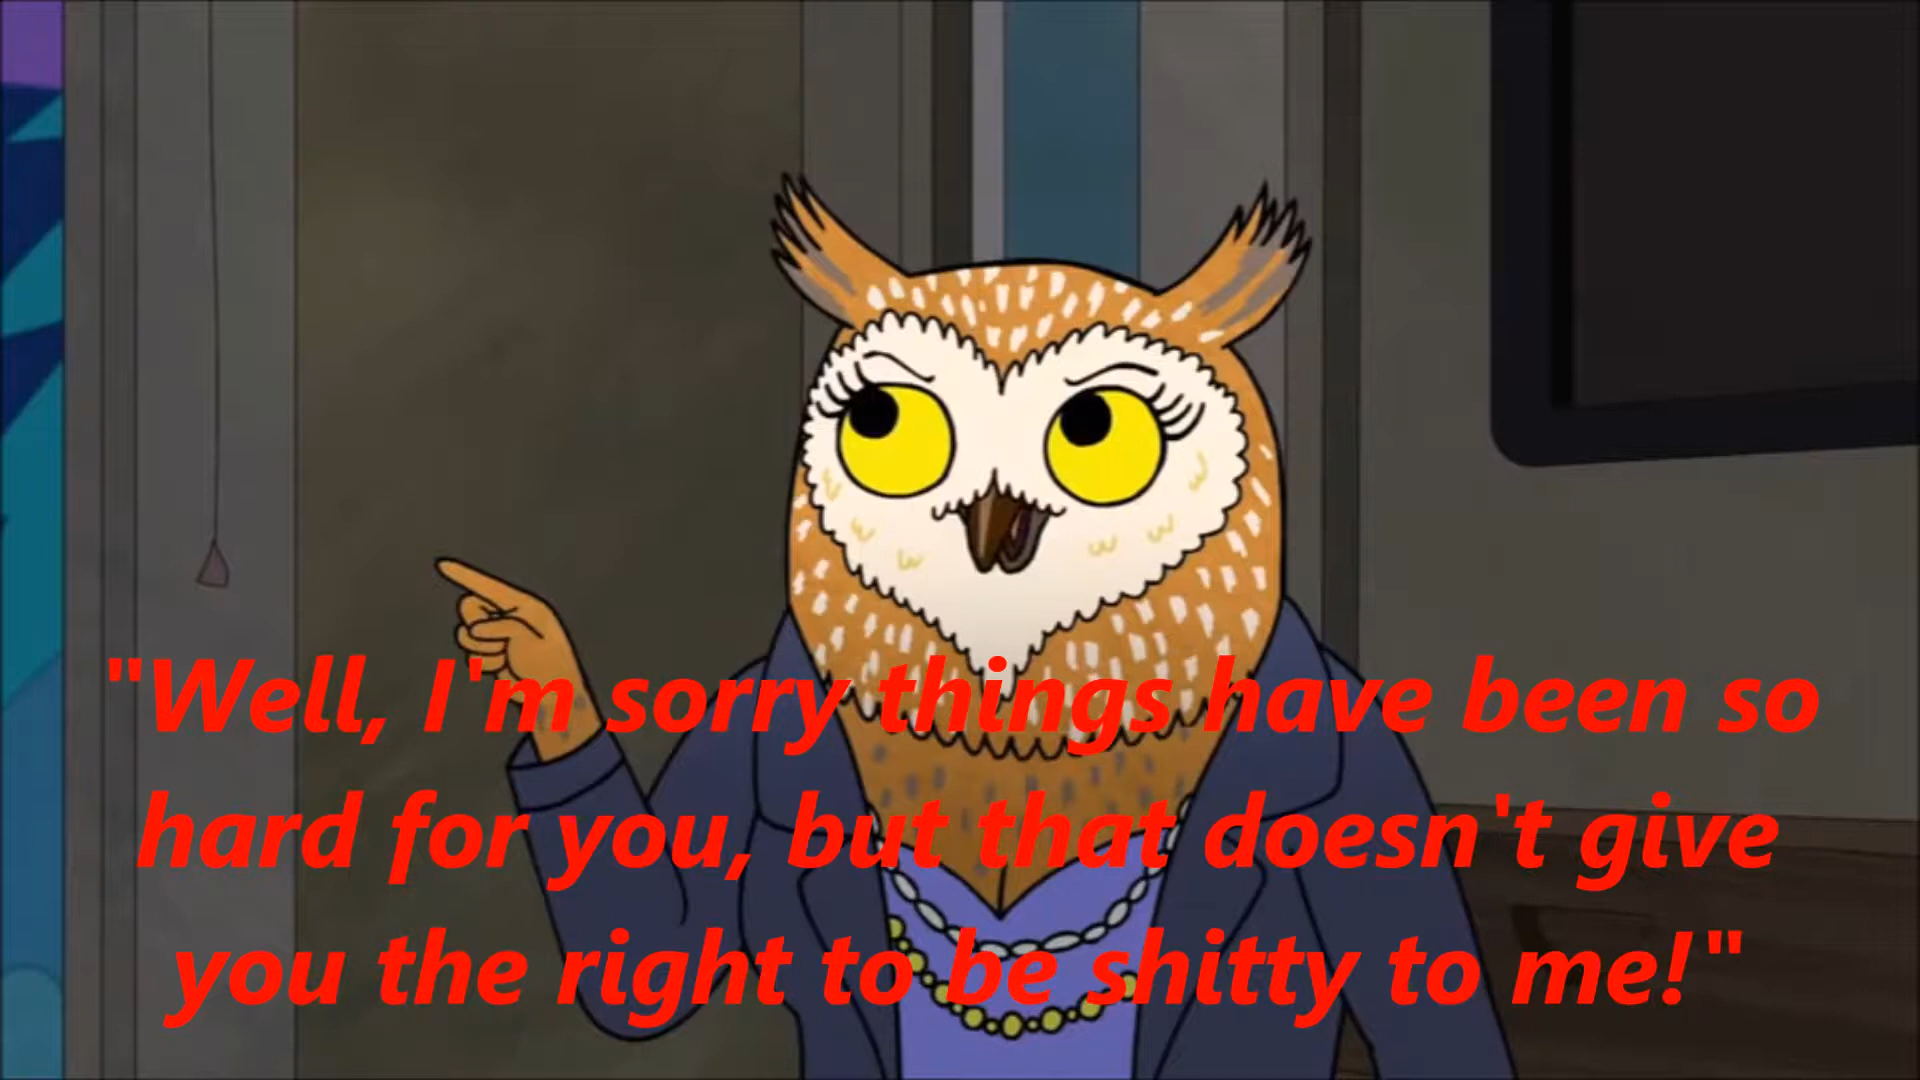 "Well, I'm sorry things have been so
hard for you, but that doesn't give
you the right to be shitty to me!"